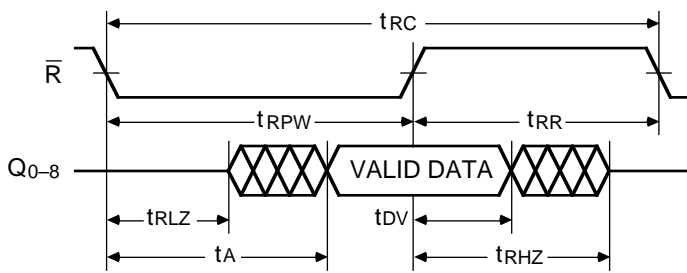 tRC
R̅
tRPW
tRR
Q0–8
VALID DATA
tRLZ
tDV
tA
tRHZ